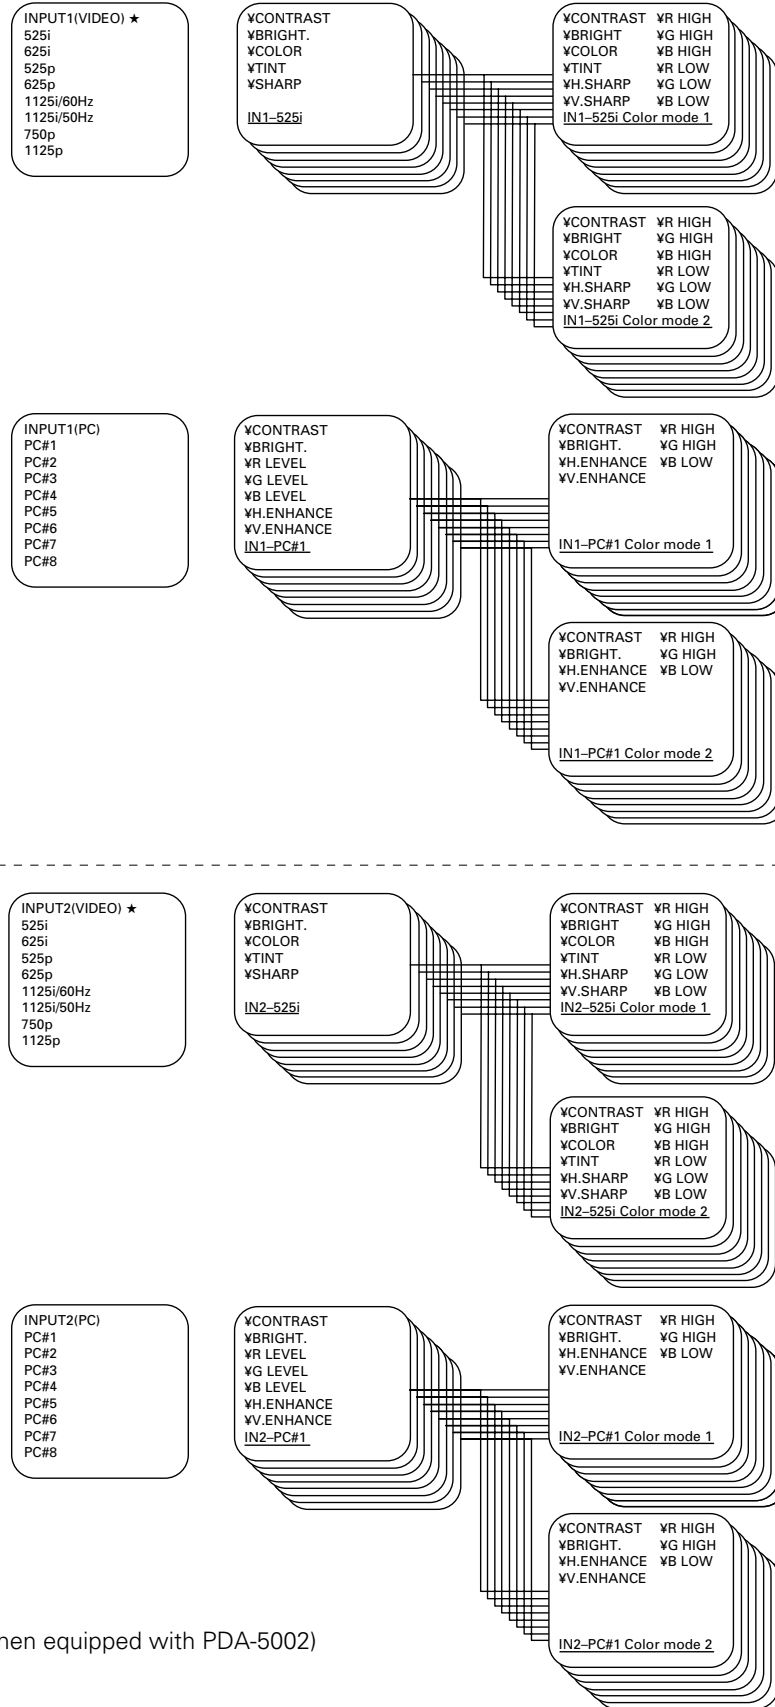 INPUT1(VIDEO) ★
525i
625i
525p
625p
1125i/60Hz
1125i/50Hz
750p
1125p
¥CONTRAST
¥BRIGHT.
¥COLOR
¥TINT
¥SHARP
IN1–525i
¥CONTRAST ¥R HIGH
¥BRIGHT ¥G HIGH
¥COLOR ¥B HIGH
¥TINT ¥R LOW
¥H.SHARP ¥G LOW
¥V.SHARP ¥B LOW
IN1–525i Color mode 1
¥CONTRAST ¥R HIGH
¥BRIGHT ¥G HIGH
¥COLOR ¥B HIGH
¥TINT ¥R LOW
¥H.SHARP ¥G LOW
¥V.SHARP ¥B LOW
IN1–525i Color mode 2
INPUT1(PC)
PC#1
PC#2
PC#3
PC#4
PC#5
PC#6
PC#7
PC#8
¥CONTRAST
¥BRIGHT.
¥R LEVEL
¥G LEVEL
¥B LEVEL
¥H.ENHANCE
¥V.ENHANCE
IN1–PC#1
¥CONTRAST ¥R HIGH
¥BRIGHT. ¥G HIGH
¥H.ENHANCE ¥B LOW
¥V.ENHANCE
IN1–PC#1 Color mode 1
¥CONTRAST ¥R HIGH
¥BRIGHT. ¥G HIGH
¥H.ENHANCE ¥B LOW
¥V.ENHANCE
IN1–PC#1 Color mode 2
INPUT2(VIDEO) ★
525i
625i
525p
625p
1125i/60Hz
1125i/50Hz
750p
1125p
¥CONTRAST
¥BRIGHT.
¥COLOR
¥TINT
¥SHARP
IN2–525i
¥CONTRAST ¥R HIGH
¥BRIGHT ¥G HIGH
¥COLOR ¥B HIGH
¥TINT ¥R LOW
¥H.SHARP ¥G LOW
¥V.SHARP ¥B LOW
IN2–525i Color mode 1
¥CONTRAST ¥R HIGH
¥BRIGHT ¥G HIGH
¥COLOR ¥B HIGH
¥TINT ¥R LOW
¥H.SHARP ¥G LOW
¥V.SHARP ¥B LOW
IN2–525i Color mode 2
INPUT2(PC)
PC#1
PC#2
PC#3
PC#4
PC#5
PC#6
PC#7
PC#8
¥CONTRAST
¥BRIGHT.
¥R LEVEL
¥G LEVEL
¥B LEVEL
¥H.ENHANCE
¥V.ENHANCE
IN2–PC#1
¥CONTRAST ¥R HIGH
¥BRIGHT. ¥G HIGH
¥H.ENHANCE ¥B LOW
¥V.ENHANCE
IN2–PC#1 Color mode 1
¥CONTRAST ¥R HIGH
¥BRIGHT. ¥G HIGH
¥H.ENHANCE ¥B LOW
¥V.ENHANCE
IN2–PC#1 Color mode 2
equipped with PDA-5002)